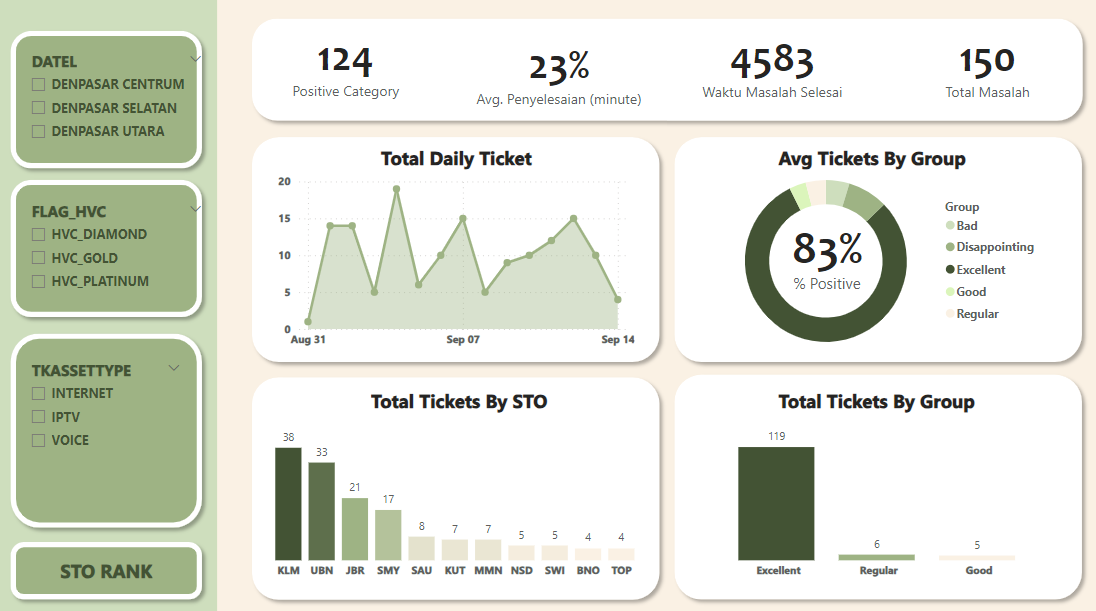 DATEL
DENPASAR CENTRUM
DENPASAR SELATAN
DENPASAR UTARA
FLAG_HVC
HVC_DIAMOND
HVC_GOLD
HVC_PLATINUM
TKASSETTYPE
INTERNET
IPTV
VOICE
STO RANK
124
Positive Category
23%
Avg. Penyelesaian (minute)
4583
Waktu Masalah Selesai
150
Total Masalah
Total Daily Ticket
20
15
10
5
0
Aug 31 Sep 07 Sep 14
Avg Tickets By Group
83%
% Positive
Group
Bad
Disappointing
Excellent
Good
Regular
Total Tickets By STO
38 33 21 17 8 7 7 5 5 4 4
KLM UBN JBR SMY SAU KUT MMN NSD SWI BNO TOP
Total Tickets By Group
119 6 5
Excellent Regular Good